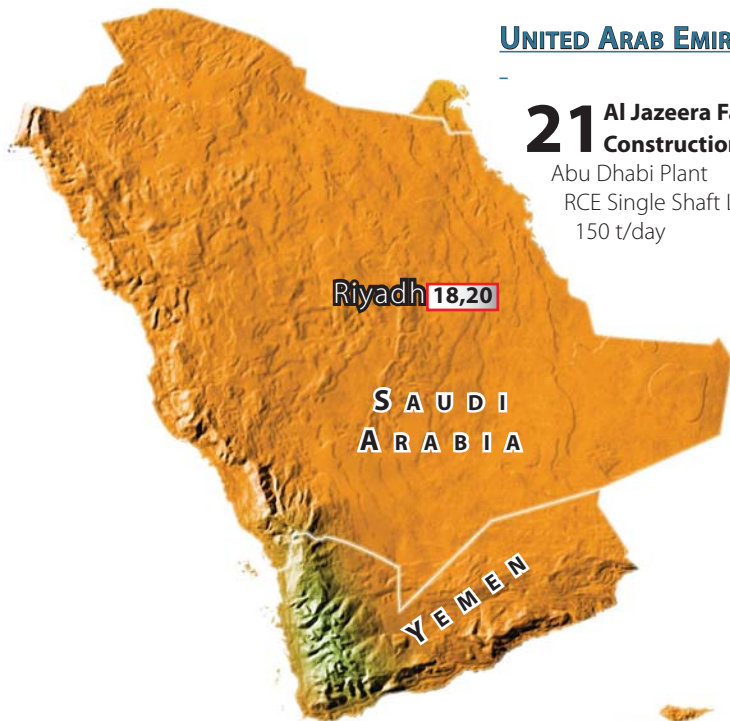 UNITED ARAB
21 Al Jazeera
Construction
Abu Dhabi Plant
RCE Single Shaft
150 t/day
Riyadh 18,20
SAUDI
ARABIA
YEMEN